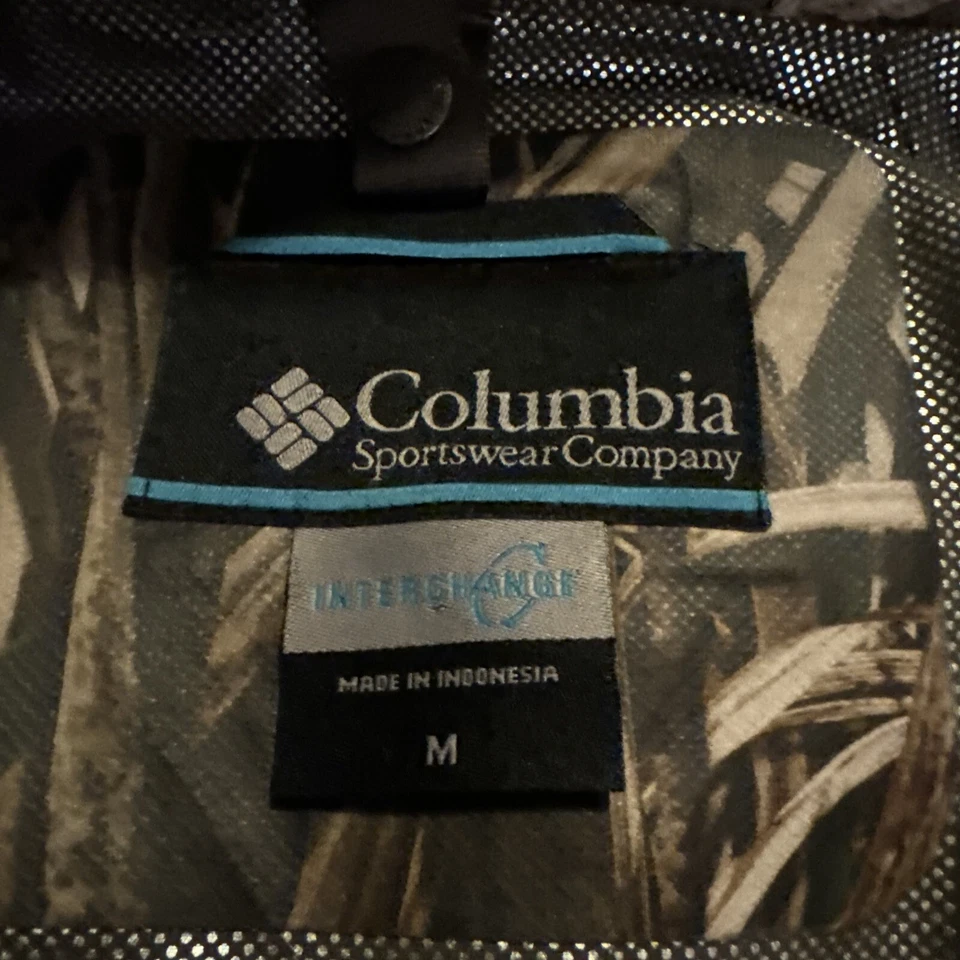 Columbia
Sportswear Company
INTERCHANGE
MADE IN INDONESIA
M